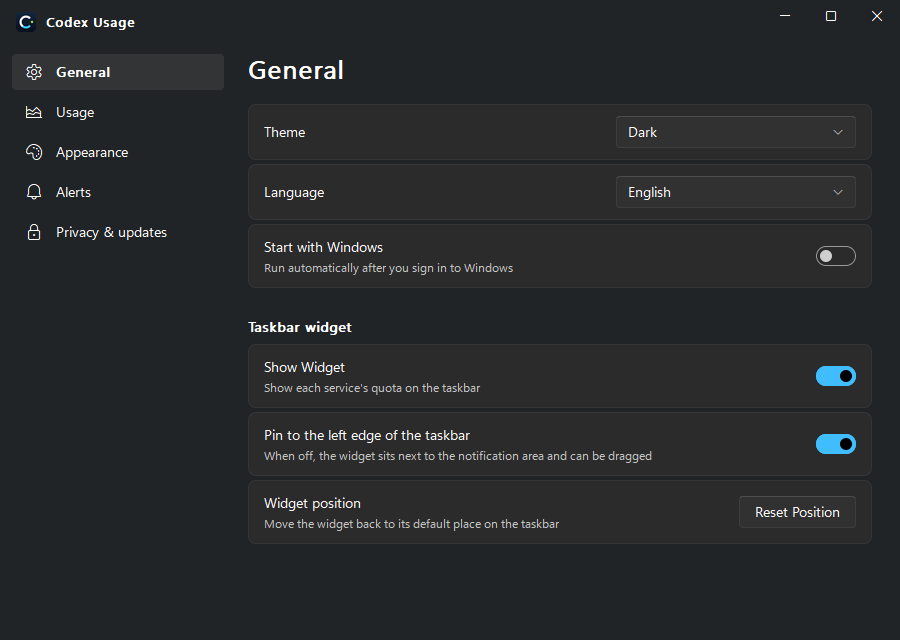 Codex Usage
General
Usage
Appearance
Alerts
Privacy & updates
General
Theme
Dark
Language
English
Start with Windows
Run automatically after you sign in to Windows
Taskbar widget
Show Widget
Show each service's quota on the taskbar
Pin to the left edge of the taskbar
When off, the widget sits next to the notification area and can be dragged
Widget position
Move the widget back to its default place on the taskbar
Reset Position